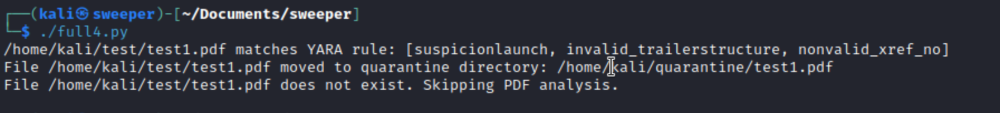 ┌──(kali㉿sweeper)-[~/Documents/sweeper]
└─$ ./full4.py
/home/kali/test/test1.pdf matches YARA rule: [suspicionlaunch, invalid_trailerstructure, nonvalid_xref_no]
File /home/kali/test/test1.pdf moved to quarantine directory: /home/kali/quarantine/test1.pdf
File /home/kali/test/test1.pdf does not exist. Skipping PDF analysis.